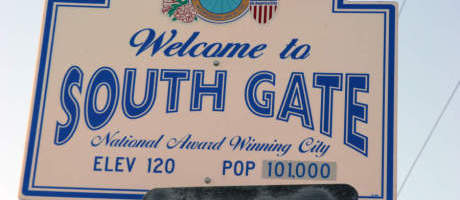 Welcome to
SOUTH GATE
National Award Winning City
ELEV 120 POP 101,000